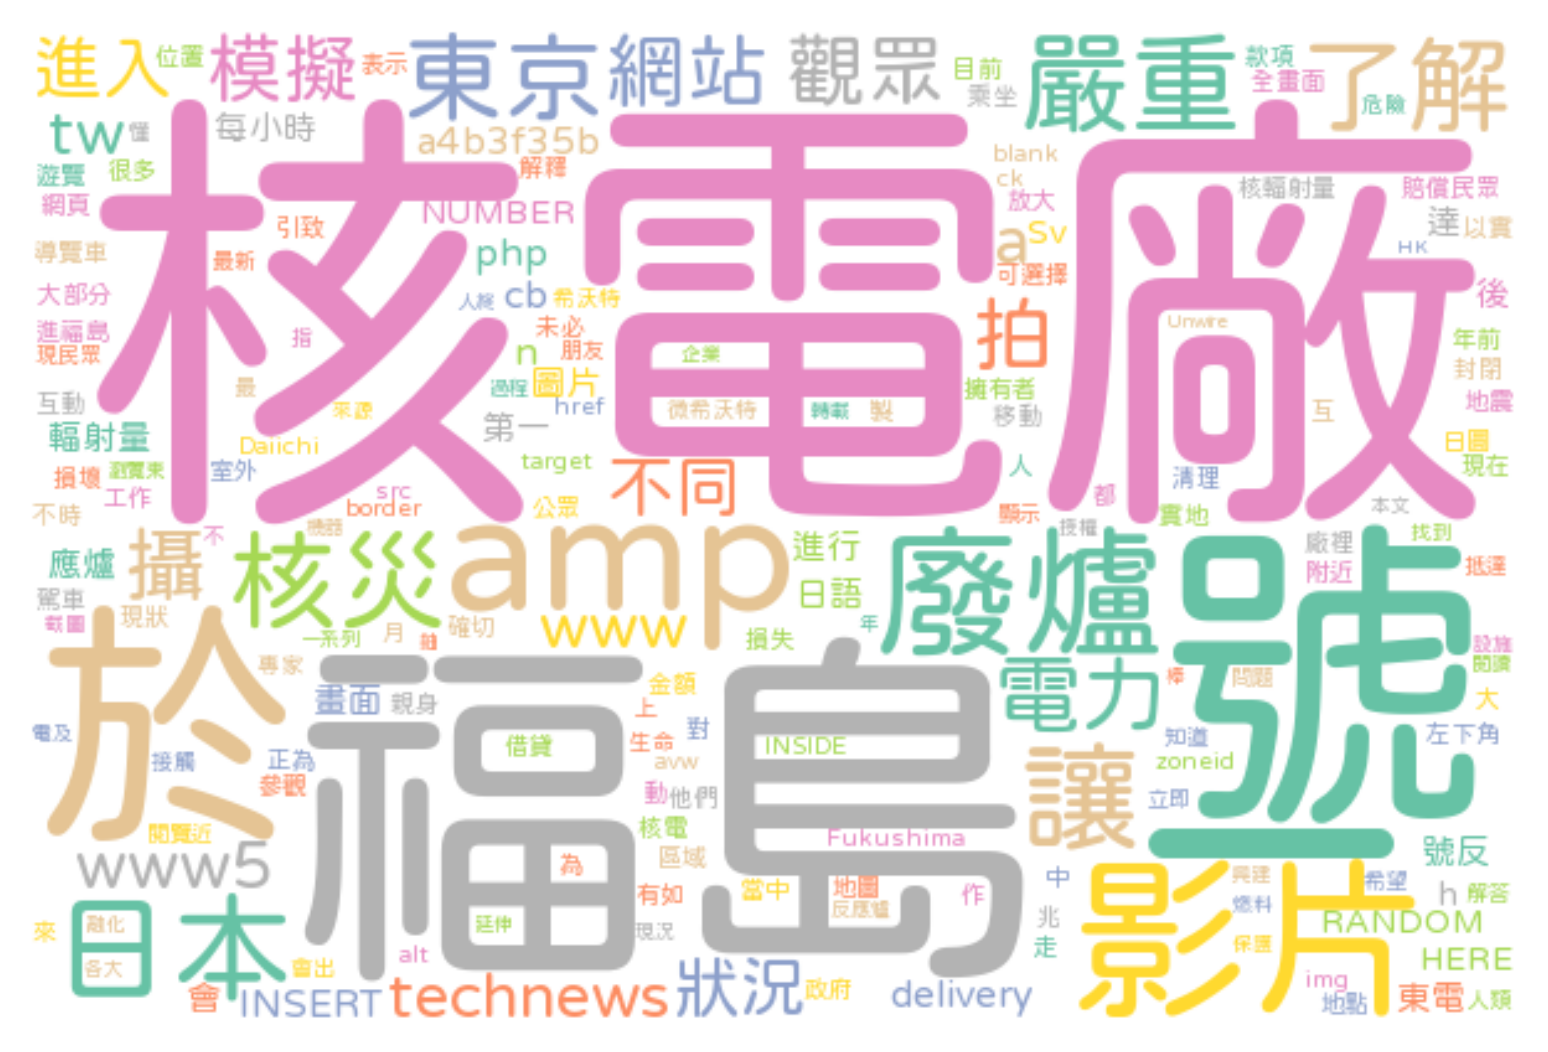 進入 位置 模擬 表示 東京 網站 觀眾 目前 嚴重 款項 了解
乘坐 全畫面 危險
tw 懂 每小時 a4b3f35b
遊覽 很多 解釋 blank ck 核輻射量 賠償民眾
網頁 引致 NUMBER 放大 達 以實
導覽車 最新 php a Sv HK
核電廠
大部分 人能 cb 希沃特 可選擇 後
進福島 指 未必 拍 Unwire 年前
現民眾 n 朋友 企業 封閉
互動 最 來源 過程 圖片 href 微希沃特 轉載 製 擁有者 移動 互 地震
輻射量 Daiichi 第一 日圓
損壞 瀏覽東 室外 target 不同 人 清理 現在
工作 src border 公眾 顯示 都 實地 本文
不時 不 機器 授權 找到
應爐 攝 核災 amp 進行 廢爐 號 廠裡 附近 抵達
駕車 現狀 日語
截圖 一系列 月 確切 www 損失 年 設施
於 專家 電力 棒 問題 閱讀
福島 畫面 親身 金額 大
電及 上 對 左下角
接觸 正為 借貸 生命 INSIDE 讓 知道
參觀 avw zoneid
動 他們 立即
閱覽近 核電 Fukushima 一
www5 為 區域 號反
日本 有如 當中 地圖 作 中 影片 興建 希望 h 解答
融化 延伸 反應爐 兆 燃料 RANDOM
來 現況 走 保護
各大 會出 alt HERE
會 INSERT technews 狀況 政府 delivery img 地點 東電 人類